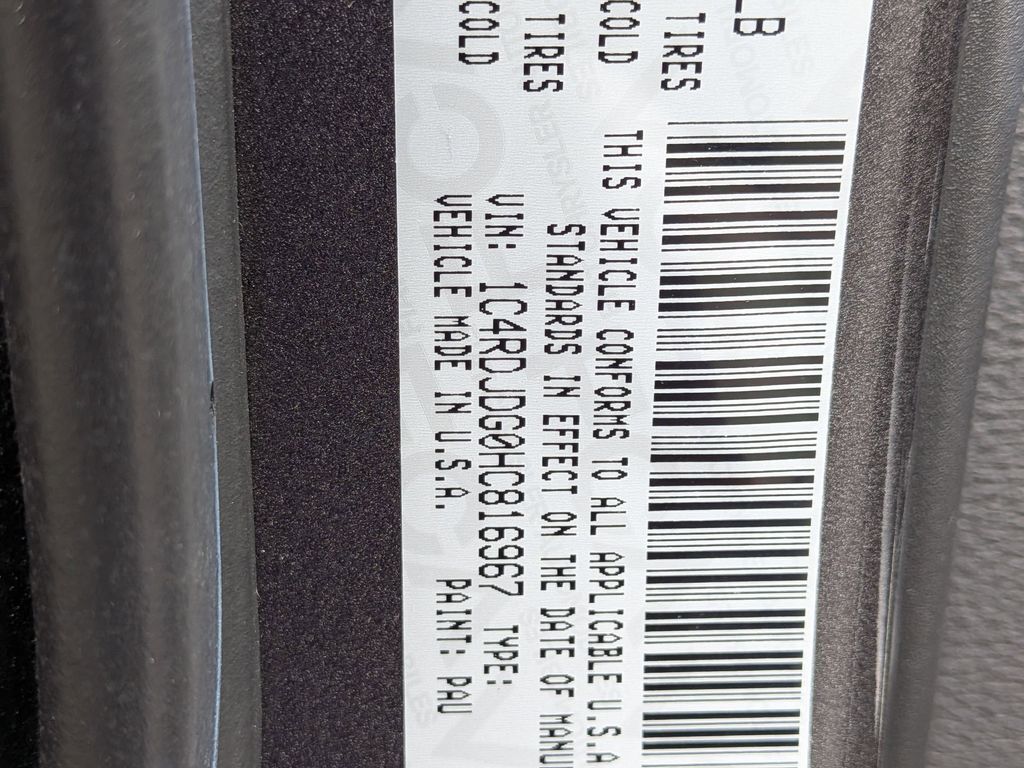 LB
TIRES COLD
TIRES COLD
THIS VEHICLE CONFORMS TO ALL APPLICABLE U.S.A
STANDARDS IN EFFECT ON THE DATE OF MANU
VIN: 1C4RDJDG0HC816967 TYPE:
VEHICLE MADE IN U.S.A. PAINT: PAU